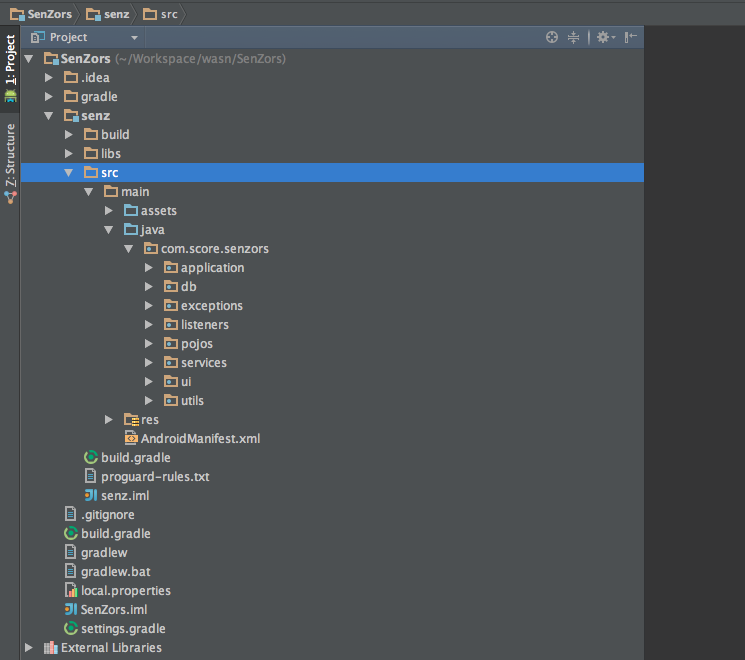 SenZors senz src
Project
1: Project
Z: Structure
SenZors (~/Workspace/wasn/SenZors)
.idea
gradle
senz
build
libs
src
main
assets
java
com.score.senzors
application
db
exceptions
listeners
pojos
services
ui
utils
res
AndroidManifest.xml
build.gradle
proguard-rules.txt
senz.iml
.gitignore
build.gradle
gradlew
gradlew.bat
local.properties
SenZors.iml
settings.gradle
External Libraries